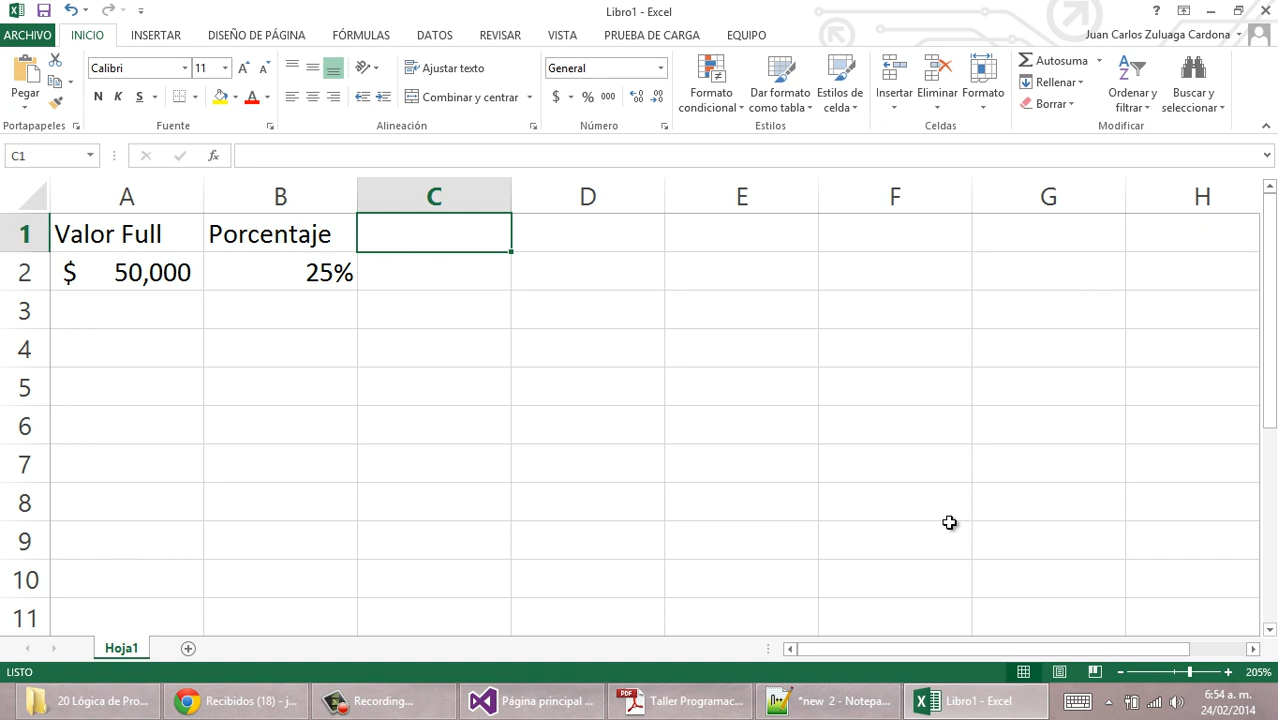 Libro1 - Excel
ARCHIVO INICIO INSERTAR DISEÑO DE PÁGINA FÓRMULAS DATOS REVISAR VISTA PRUEBA DE CARGA EQUIPO Juan Carlos Zuluaga Cardona
Pegar
Portapapeles
Calibri 11
N K S
Fuente
Ajustar texto
Combinar y centrar
Alineación
General
$ % 000
Número
Formato condicional
Dar formato como tabla
Estilos de celda
Estilos
Insertar
Eliminar
Formato
Celdas
Autosuma
Rellenar
Borrar
Ordenar y filtrar
Buscar y seleccionar
Modificar
C1 fx
A B C D E F G H
1 Valor Full Porcentaje
2 $ 50,000 25%
3
4
5
6
7
8
9
10
11
Hoja1
LISTO 205%
20 Lógica de Pro... Recibidos (18) - j... Recording... Página principal ... Taller Programac... *new 2 - Notepa... Libro1 - Excel
6:54 a. m.
24/02/2014